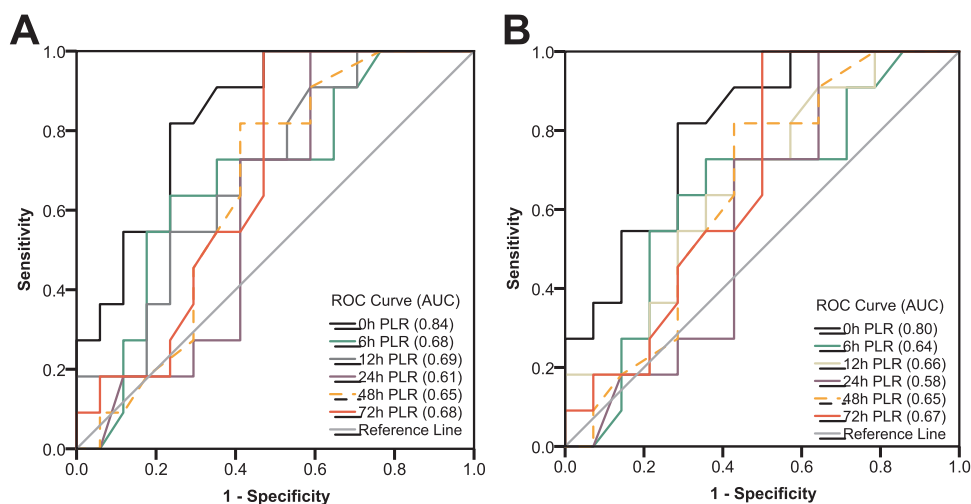 A
1.0
0.8
0.6
0.4
0.2
0.0
Sensitivity
0.0 0.2 0.4 0.6 0.8 1.0
1 - Specificity
ROC Curve (AUC)
0h PLR (0.84)
6h PLR (0.68)
12h PLR (0.69)
24h PLR (0.61)
48h PLR (0.65)
72h PLR (0.68)
Reference Line
B
1.0
0.8
0.6
0.4
0.2
0.0
Sensitivity
0.0 0.2 0.4 0.6 0.8 1.0
1 - Specificity
ROC Curve (AUC)
0h PLR (0.80)
6h PLR (0.64)
12h PLR (0.66)
24h PLR (0.58)
48h PLR (0.65)
72h PLR (0.67)
Reference Line